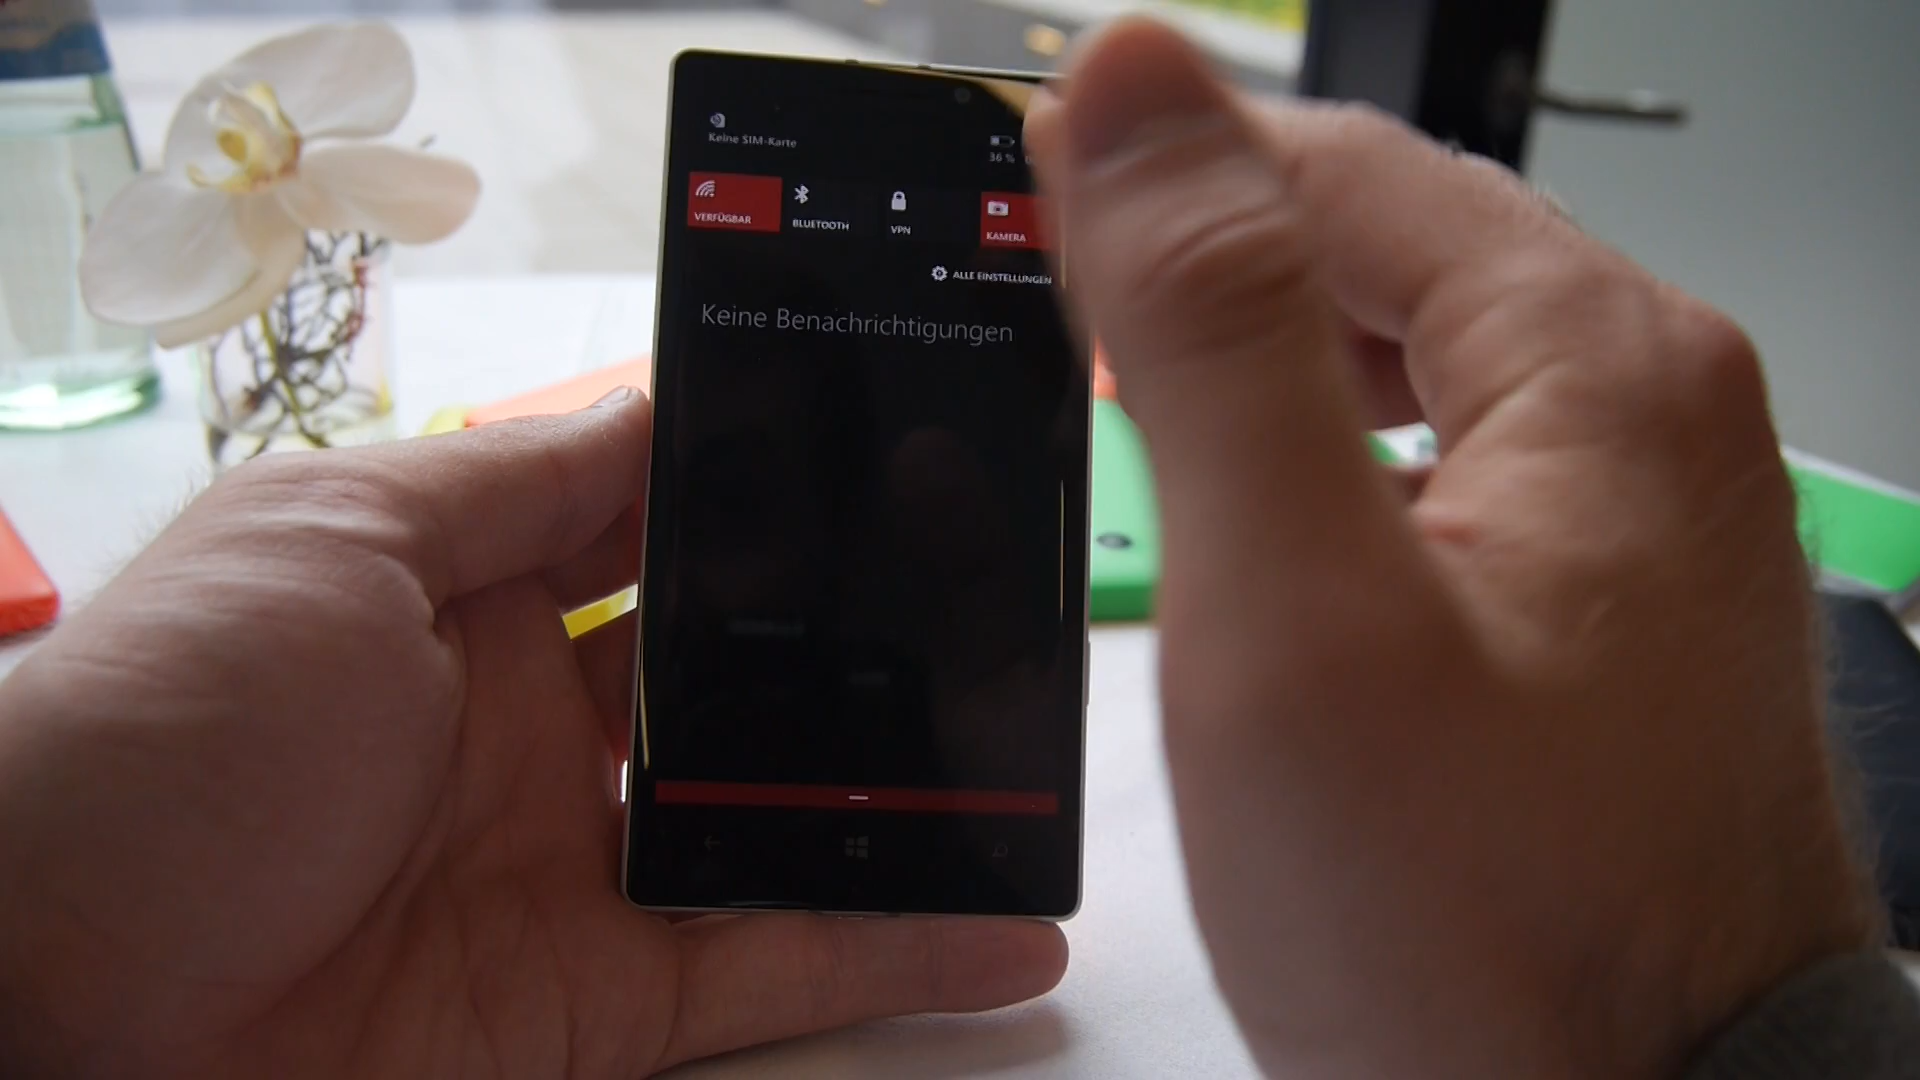 Keine SIM-Karte
36 %
VERFÜGBAR
BLUETOOTH
VPN
KAMERA
ALLE EINSTELLUNGEN
Keine Benachrichtigungen